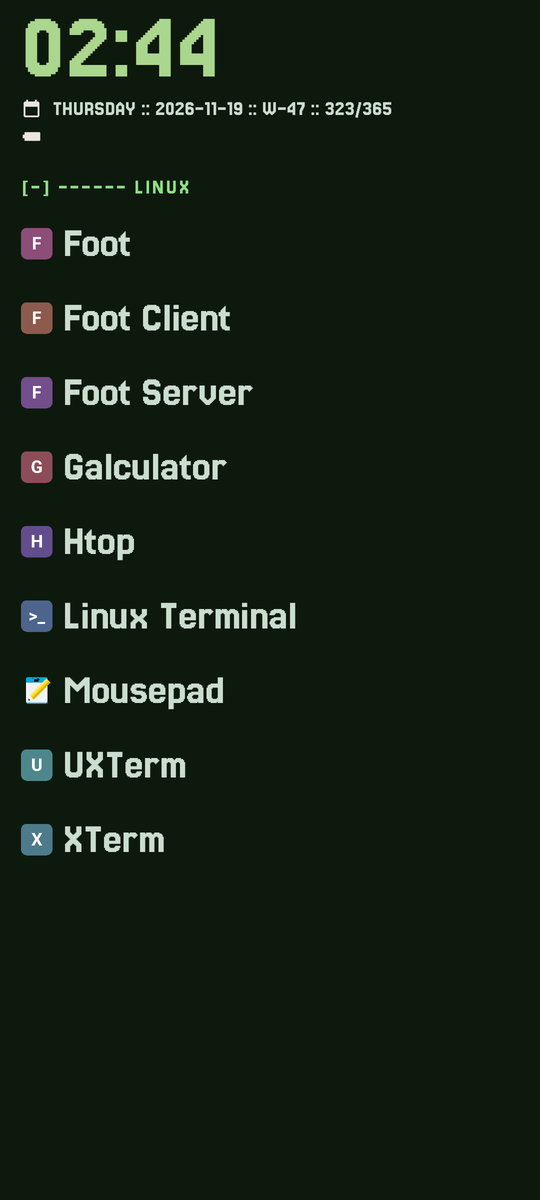 02:44
THURSDAY :: 2026-11-19 :: W-47 :: 323/365
[-] ------ LINUX
F Foot
F Foot Client
F Foot Server
G Galculator
H Htop
>_ Linux Terminal
Mousepad
U UXTerm
X XTerm